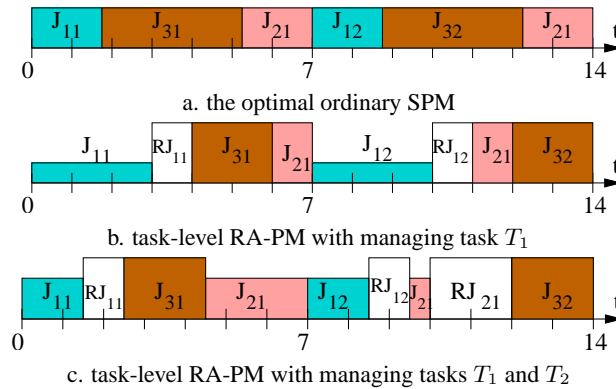 J11 J31 J21 J12 J32 J21 t
0 7 14
a. the optimal ordinary SPM
J11 RJ11 J31 J21 J12 RJ12 J21 J32 t
0 7 14
b. task-level RA-PM with managing task T1
J11 RJ11 J31 J21 J12 RJ12 J21 RJ21 J32 t
0 7 14
c. task-level RA-PM with managing tasks T1 and T2